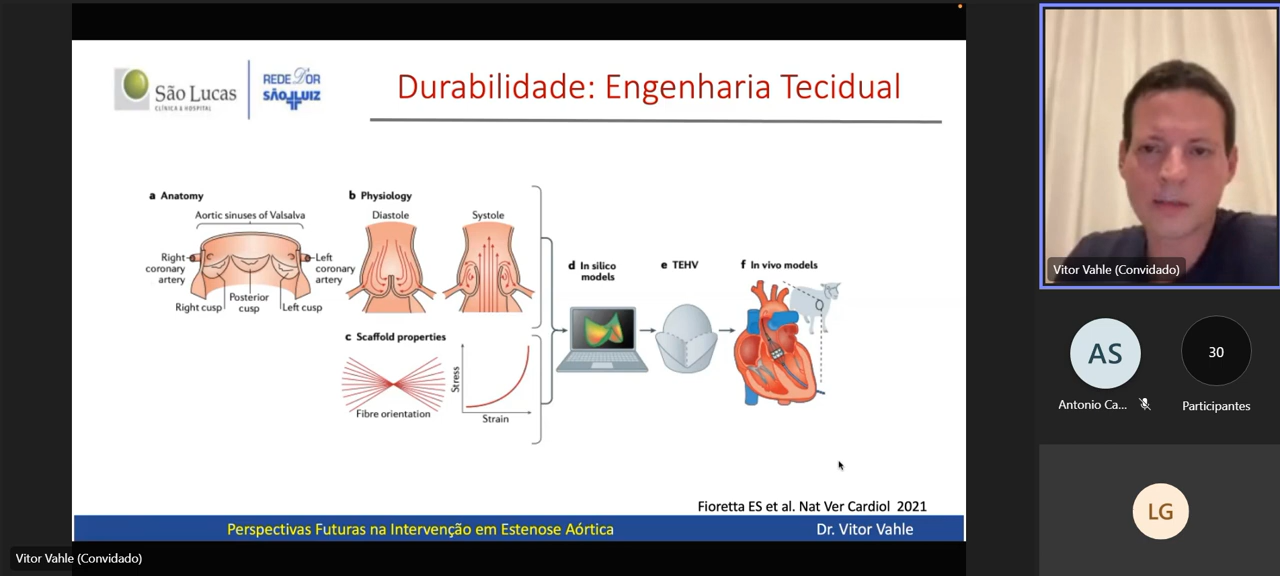 São Lucas
CLÍNICA & HOSPITAL
REDE D'OR
SÃO LUIZ
Durabilidade: Engenharia Tecidual
a Anatomy
Aortic sinuses of Valsalva
Right coronary artery
Left coronary artery
Right cusp
Posterior cusp
Left cusp
b Physiology
Diastole
Systole
c Scaffold properties
Fibre orientation
Stress
Strain
d In silico models
e TEHV
f In vivo models
Fioretta ES et al. Nat Ver Cardiol 2021
Perspectivas Futuras na Intervenção em Estenose Aórtica
Dr. Vitor Vahle
Vitor Vahle (Convidado)
Vitor Vahle (Convidado)
AS
Antonio Ca...
30
Participantes
LG